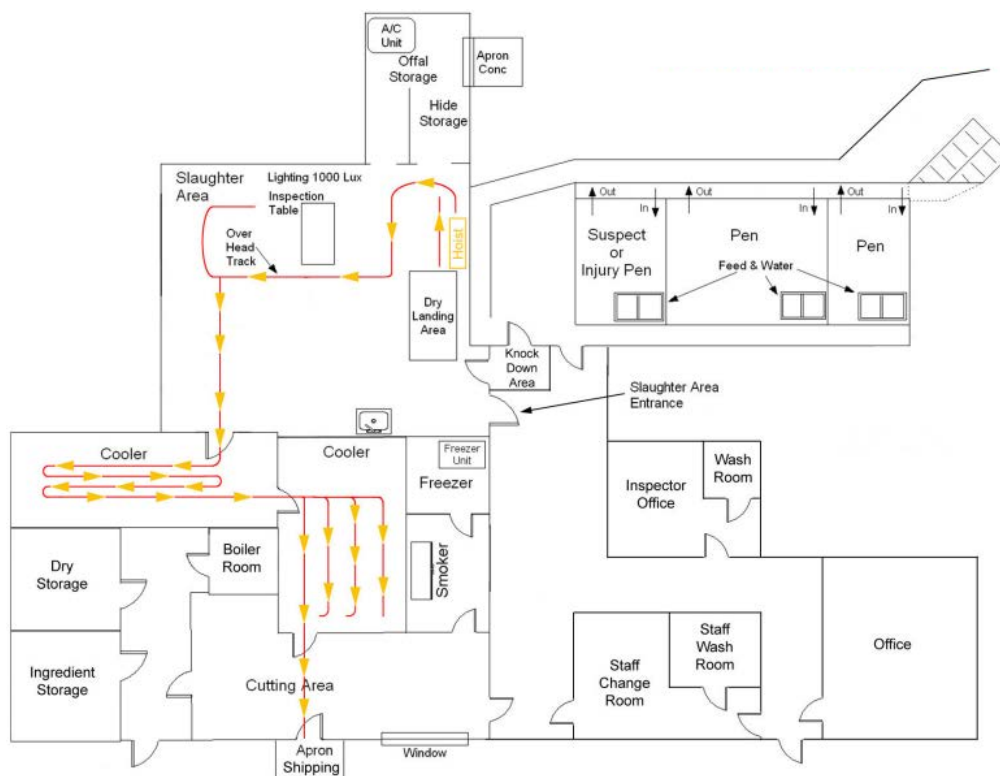 A/C
Unit
Offal
Storage
Apron
Conc
Hide
Storage
Slaughter
Area
Lighting 1000 Lux
Inspection
Table
Over
Head
Track
Hoist
Dry
Landing
Area
Out
In
Out
In
Out
In
Suspect
or
Injury Pen
Pen
Pen
Feed & Water
Knock
Down
Area
Slaughter Area
Entrance
Cooler
Cooler
Freezer
Unit
Freezer
Inspector
Office
Wash
Room
Dry
Storage
Boiler
Room
Smoker
Ingredient
Storage
Cutting Area
Staff
Change
Room
Staff
Wash
Room
Office
Apron
Shipping
Window